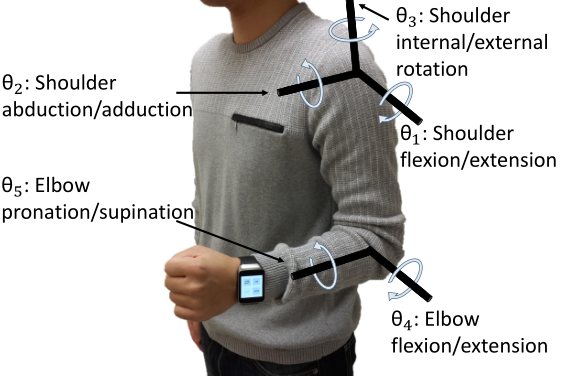 θ₃: Shoulder
internal/external
rotation
θ₂: Shoulder
abduction/adduction
θ₁: Shoulder
flexion/extension
θ₅: Elbow
pronation/supination
θ₄: Elbow
flexion/extension